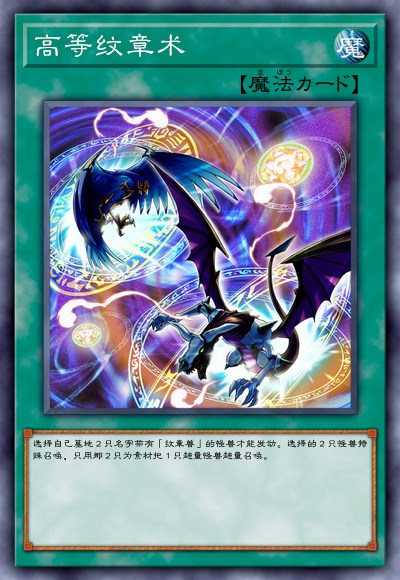 高等纹章术
魔
【魔法カード】
ま ほう
选择自己墓地2只名字带有「纹章兽」的怪兽才能发动。选择的2只怪兽特
殊召唤，只用那2只为素材把1只超量怪兽超量召唤。